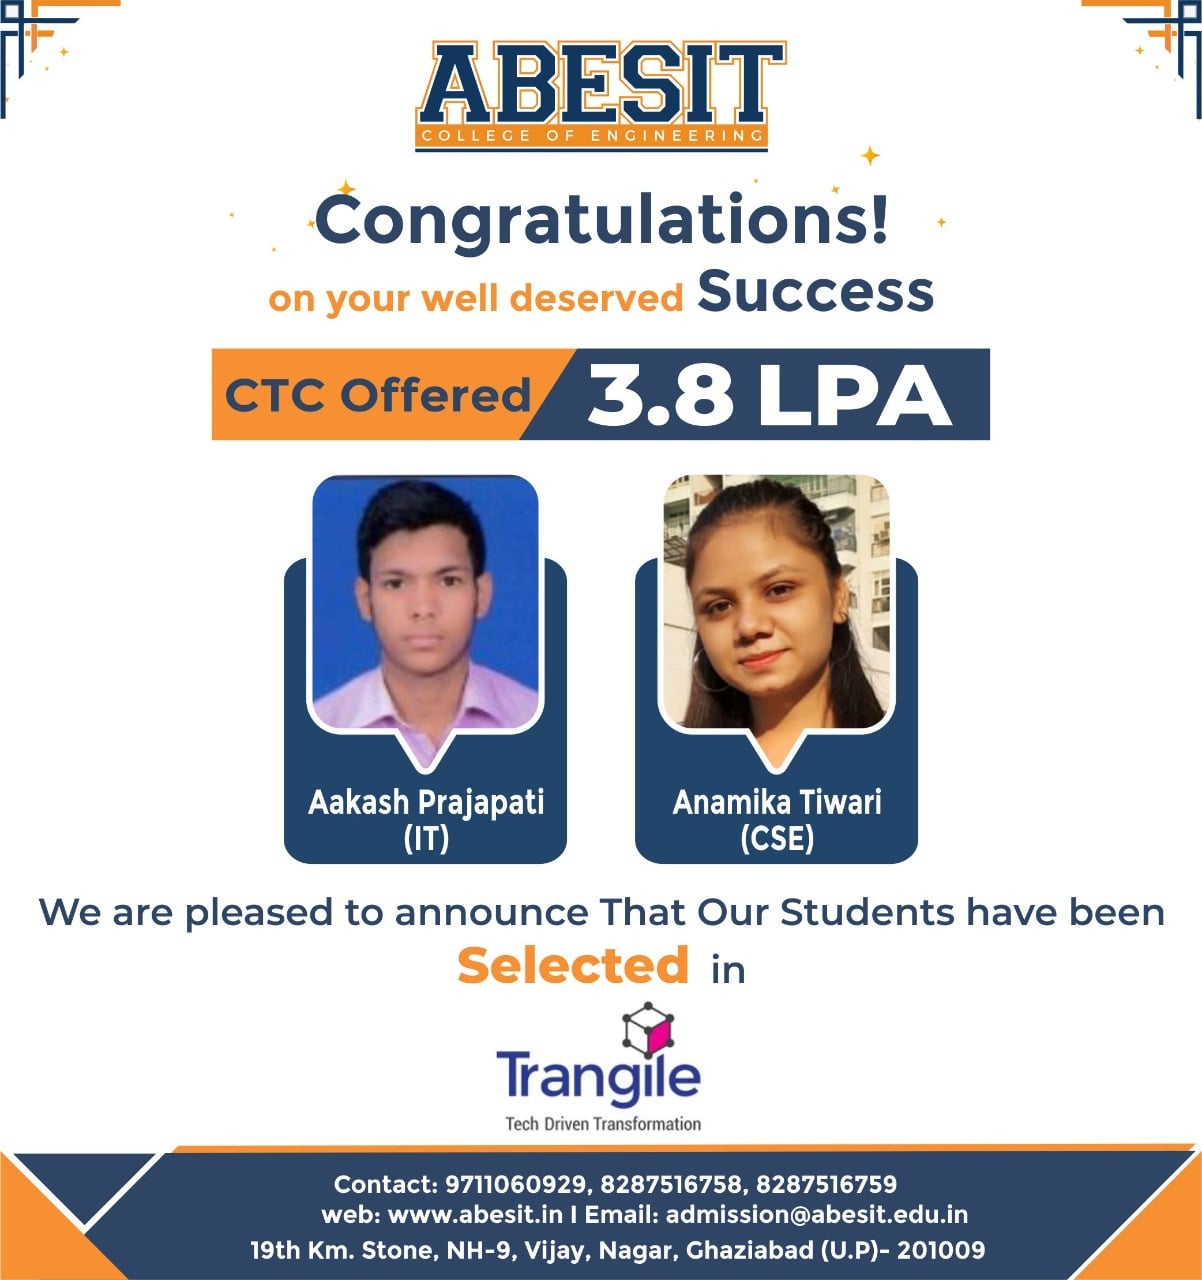 ABESIT
COLLEGE OF ENGINEERING
Congratulations!
on your well deserved Success
CTC Offered 3.8 LPA
Aakash Prajapati
(IT)
Anamika Tiwari
(CSE)
We are pleased to announce That Our Students have been
Selected in
Trangile
Tech Driven Transformation
Contact: 9711060929, 8287516758, 8287516759
web: www.abesit.in I Email: admission@abesit.edu.in
19th Km. Stone, NH-9, Vijay, Nagar, Ghaziabad (U.P)- 201009